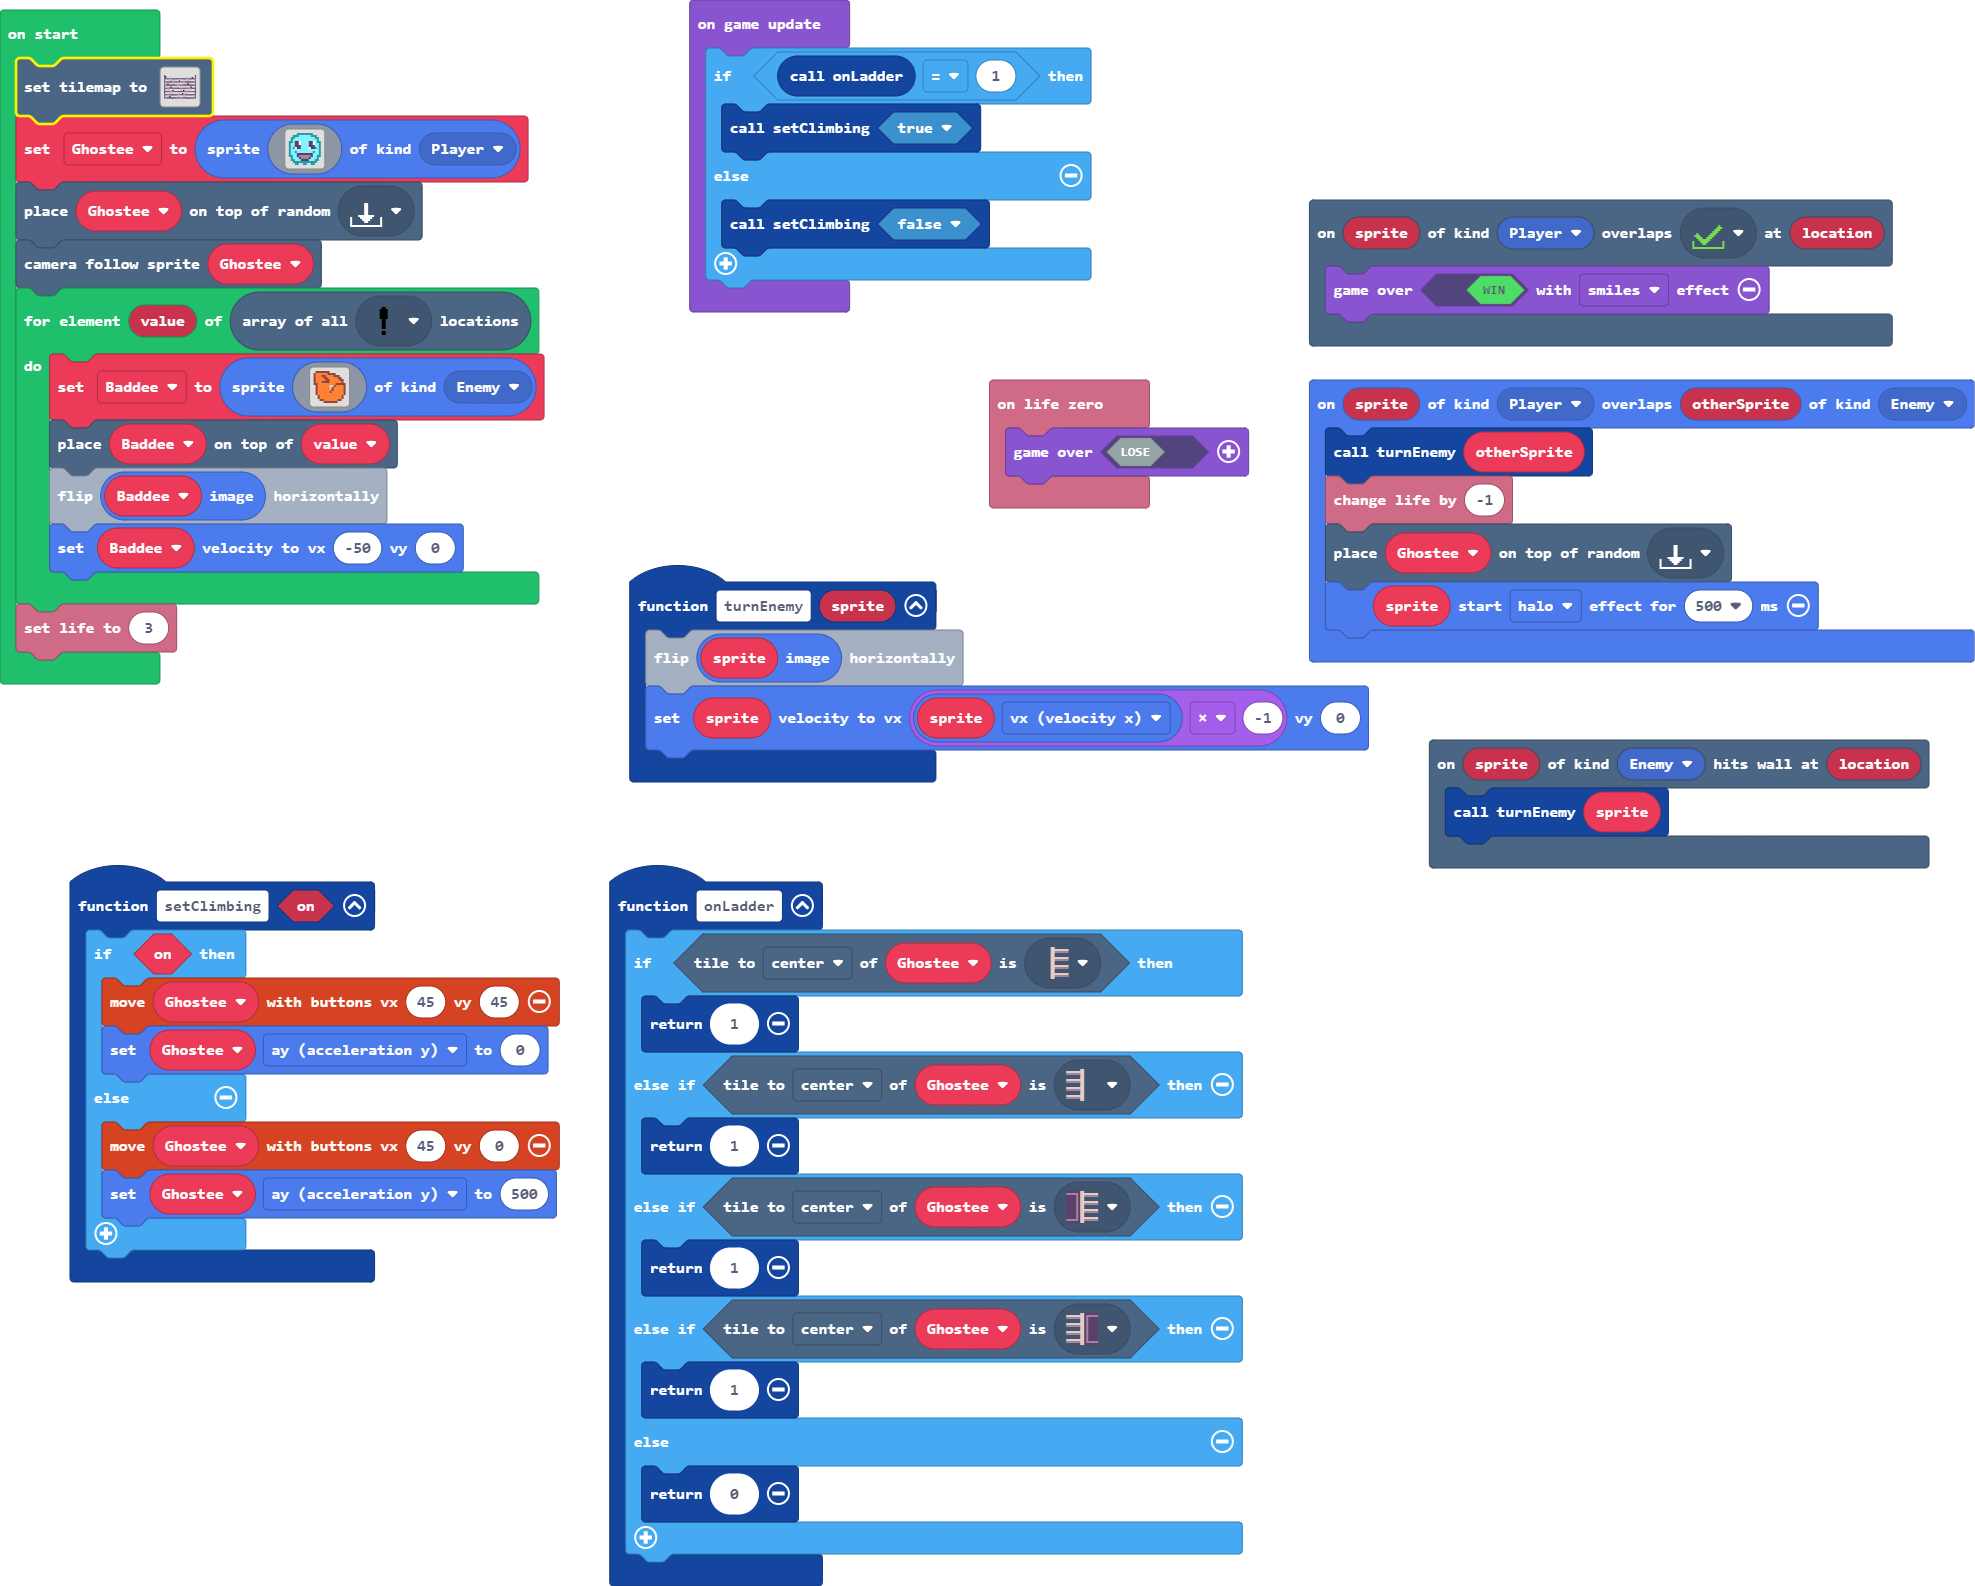 on start
set tilemap to
set Ghostee to sprite of kind Player
place Ghostee on top of random
camera follow sprite Ghostee
for element value of array of all locations
do
set Baddee to sprite of kind Enemy
place Baddee on top of value
flip Baddee image horizontally
set Baddee velocity to vx -50 vy 0
set life to 3
on game update
if call onLadder = 1 then
call setClimbing true
else
call setClimbing false
on sprite of kind Player overlaps at location
game over WIN with smiles effect
on life zero
game over LOSE
on sprite of kind Player overlaps otherSprite of kind Enemy
call turnEnemy otherSprite
change life by -1
place Ghostee on top of random
sprite start halo effect for 500 ms
function turnEnemy sprite
flip sprite image horizontally
set sprite velocity to vx sprite vx (velocity x) × -1 vy 0
on sprite of kind Enemy hits wall at location
call turnEnemy sprite
function setClimbing on
if on then
move Ghostee with buttons vx 45 vy 45
set Ghostee ay (acceleration y) to 0
else
move Ghostee with buttons vx 45 vy 0
set Ghostee ay (acceleration y) to 500
function onLadder
if tile to center of Ghostee is then
return 1
else if tile to center of Ghostee is then
return 1
else if tile to center of Ghostee is then
return 1
else if tile to center of Ghostee is then
return 1
else
return 0